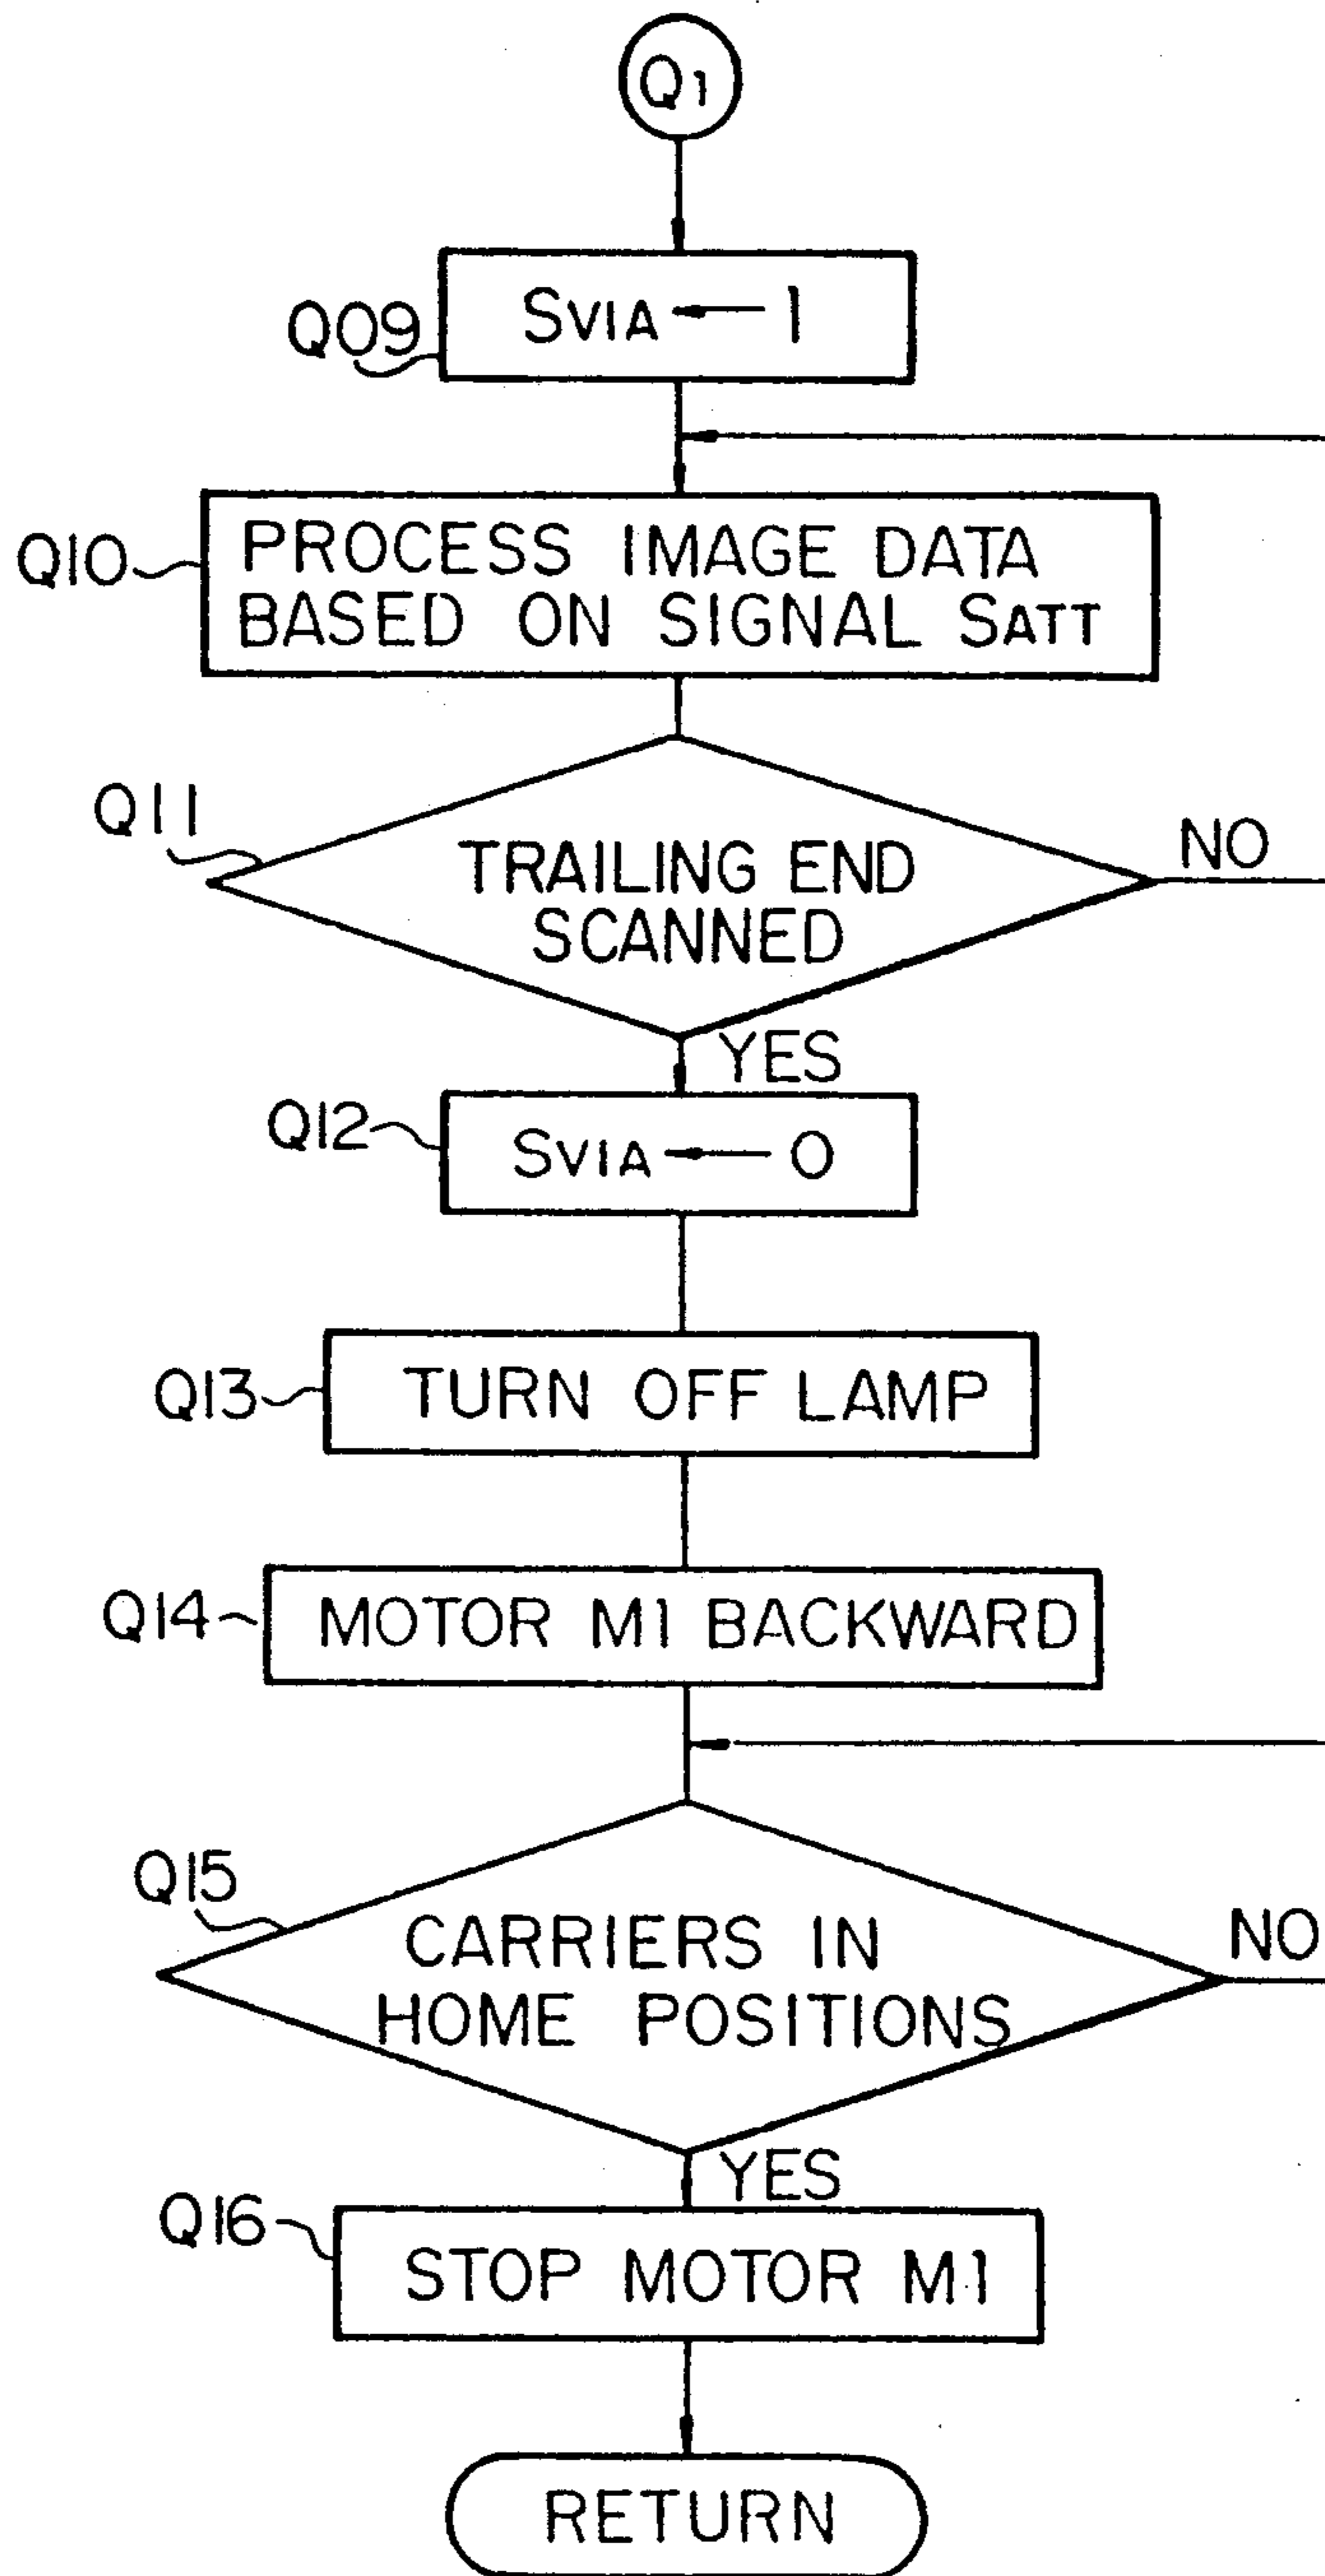 Q1
Q09
SVIA ← 1
Q10
PROCESS IMAGE DATA
BASED ON SIGNAL SATT
Q11
TRAILING END
SCANNED
NO
YES
Q12
SVIA ← 0
Q13
TURN OFF LAMP
Q14
MOTOR M1 BACKWARD
Q15
CARRIERS IN
HOME POSITIONS
NO
YES
Q16
STOP MOTOR M1
RETURN